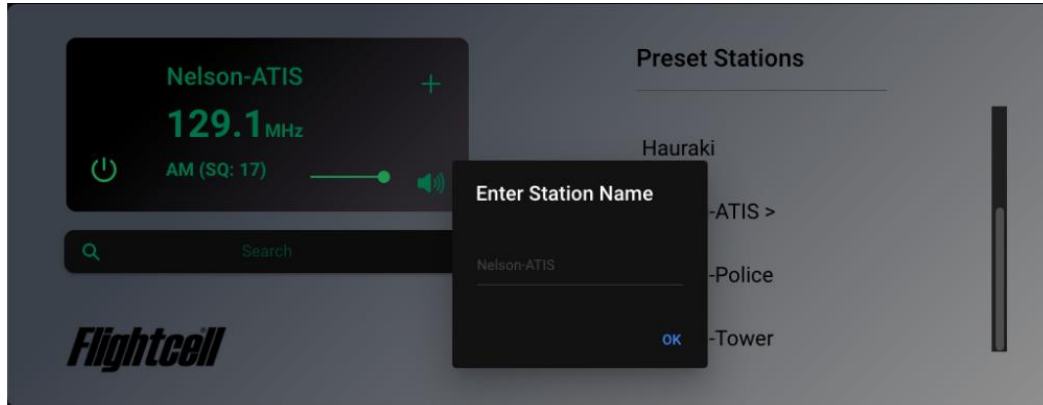 Nelson-ATIS
+
129.1MHz
AM (SQ: 17)
Search
Flightcell
Preset Stations
Hauraki
-ATIS >
-Police
-Tower
Enter Station Name
Nelson-ATIS
OK